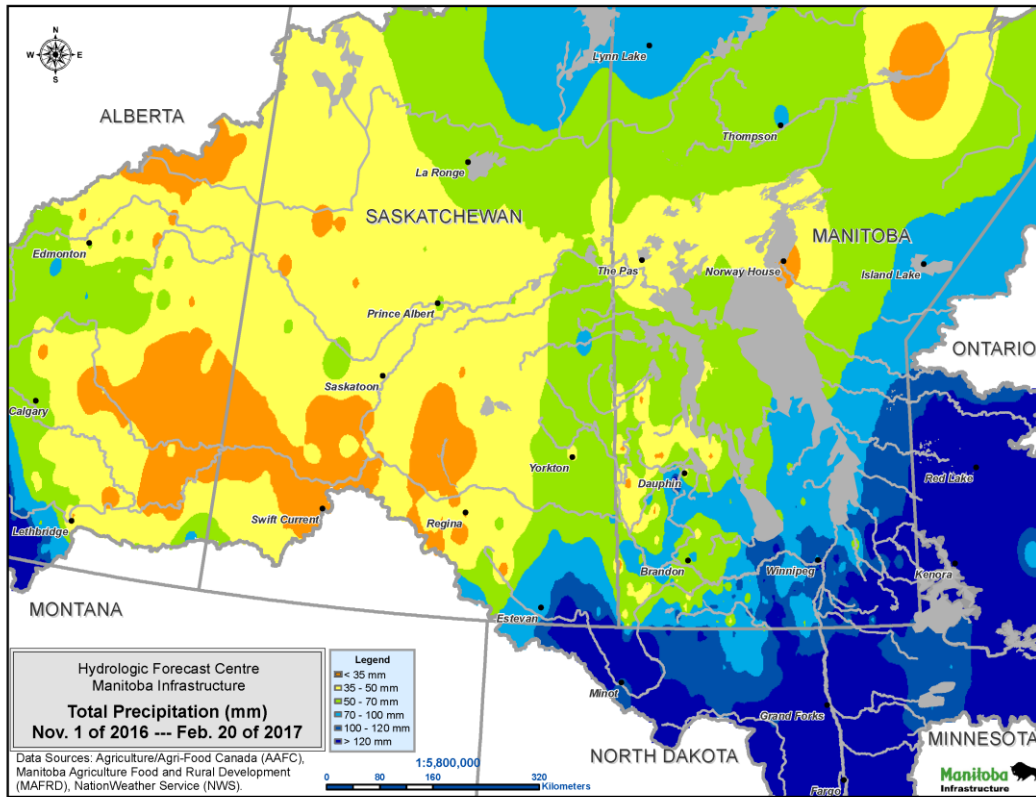 N
W
E
S
Lynn Lake
ALBERTA
Thompson
La Ronge
SASKATCHEWAN
MANITOBA
Edmonton
The Pas
Norway House
Island Lake
Prince Albert
ONTARIO
Saskatoon
Calgary
Yorkton
Red Lake
Dauphin
Swift Current
Regina
Lethbridge
Brandon
Winnipeg
Kenora
MONTANA
Estevan
Minot
Grand Forks
NORTH DAKOTA
MINNESOTA
Fargo
Hydrologic Forecast Centre
Manitoba Infrastructure
Total Precipitation (mm)
Nov. 1 of 2016 --- Feb. 20 of 2017
Legend
< 35 mm
35 - 50 mm
50 - 70 mm
70 - 100 mm
100 - 120 mm
> 120 mm
Data Sources: Agriculture/Agri-Food Canada (AAFC),
Manitoba Agriculture Food and Rural Development
(MAFRD), NationWeather Service (NWS).
1:5,800,000
0 80 160 320
Kilometers
Manitoba
Infrastructure